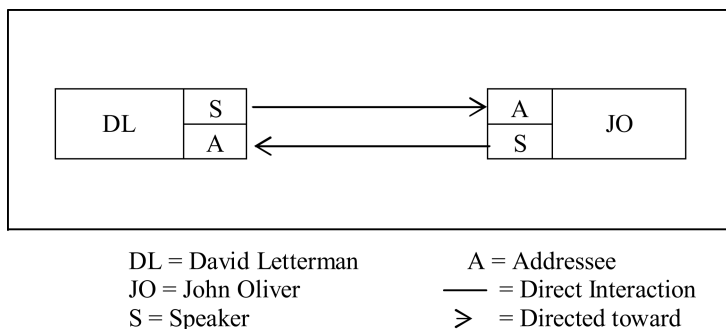 S A
DL JO
A S
DL = David Letterman A = Addressee
JO = John Oliver = Direct Interaction
S = Speaker = Directed toward